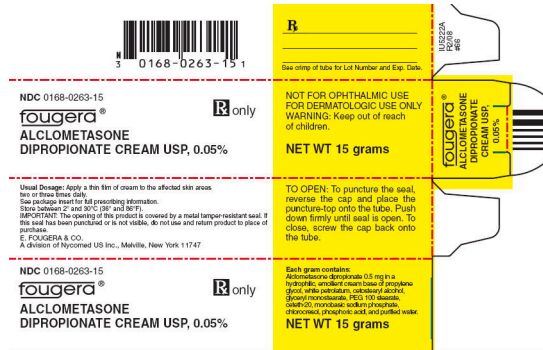 N
3 0168-0263-15 1
Rx
See crimp of tube for Lot Number and Exp. Date.
IU5222A
R2/08
#66
NDC 0168-0263-15
fougera®
Rx only
ALCLOMETASONE
DIPROPIONATE CREAM USP, 0.05%
NOT FOR OPHTHALMIC USE
FOR DERMATOLOGIC USE ONLY
WARNING: Keep out of reach
of children.
NET WT 15 grams
fougera®
ALCLOMETASONE
DIPROPIONATE
CREAM USP,
0.05%
Usual Dosage: Apply a thin film of cream to the affected skin areas
two or three times daily.
See package insert for full prescribing information.
Store between 2° and 30°C (36° and 86°F).
IMPORTANT: The opening of this product is covered by a metal tamper-resistant seal. If
this seal has been punctured or is not visible, do not use and return product to place of
purchase.
E. FOUGERA & CO.
A division of Nycomed US Inc., Melville, New York 11747
TO OPEN: To puncture the seal,
reverse the cap and place the
puncture-top onto the tube. Push
down firmly until seal is open. To
close, screw the cap back onto
the tube.
NDC 0168-0263-15
fougera®
Rx only
ALCLOMETASONE
DIPROPIONATE CREAM USP, 0.05%
Each gram contains:
Alclometasone dipropionate 0.5 mg in a
hydrophilic, emollient cream base of propylene
glycol, white petrolatum, cetostearyl alcohol,
glyceryl monostearate, PEG 100 stearate,
ceteth-20, monobasic sodium phosphate,
chlorocresol, phosphoric acid, and purified water.
NET WT 15 grams